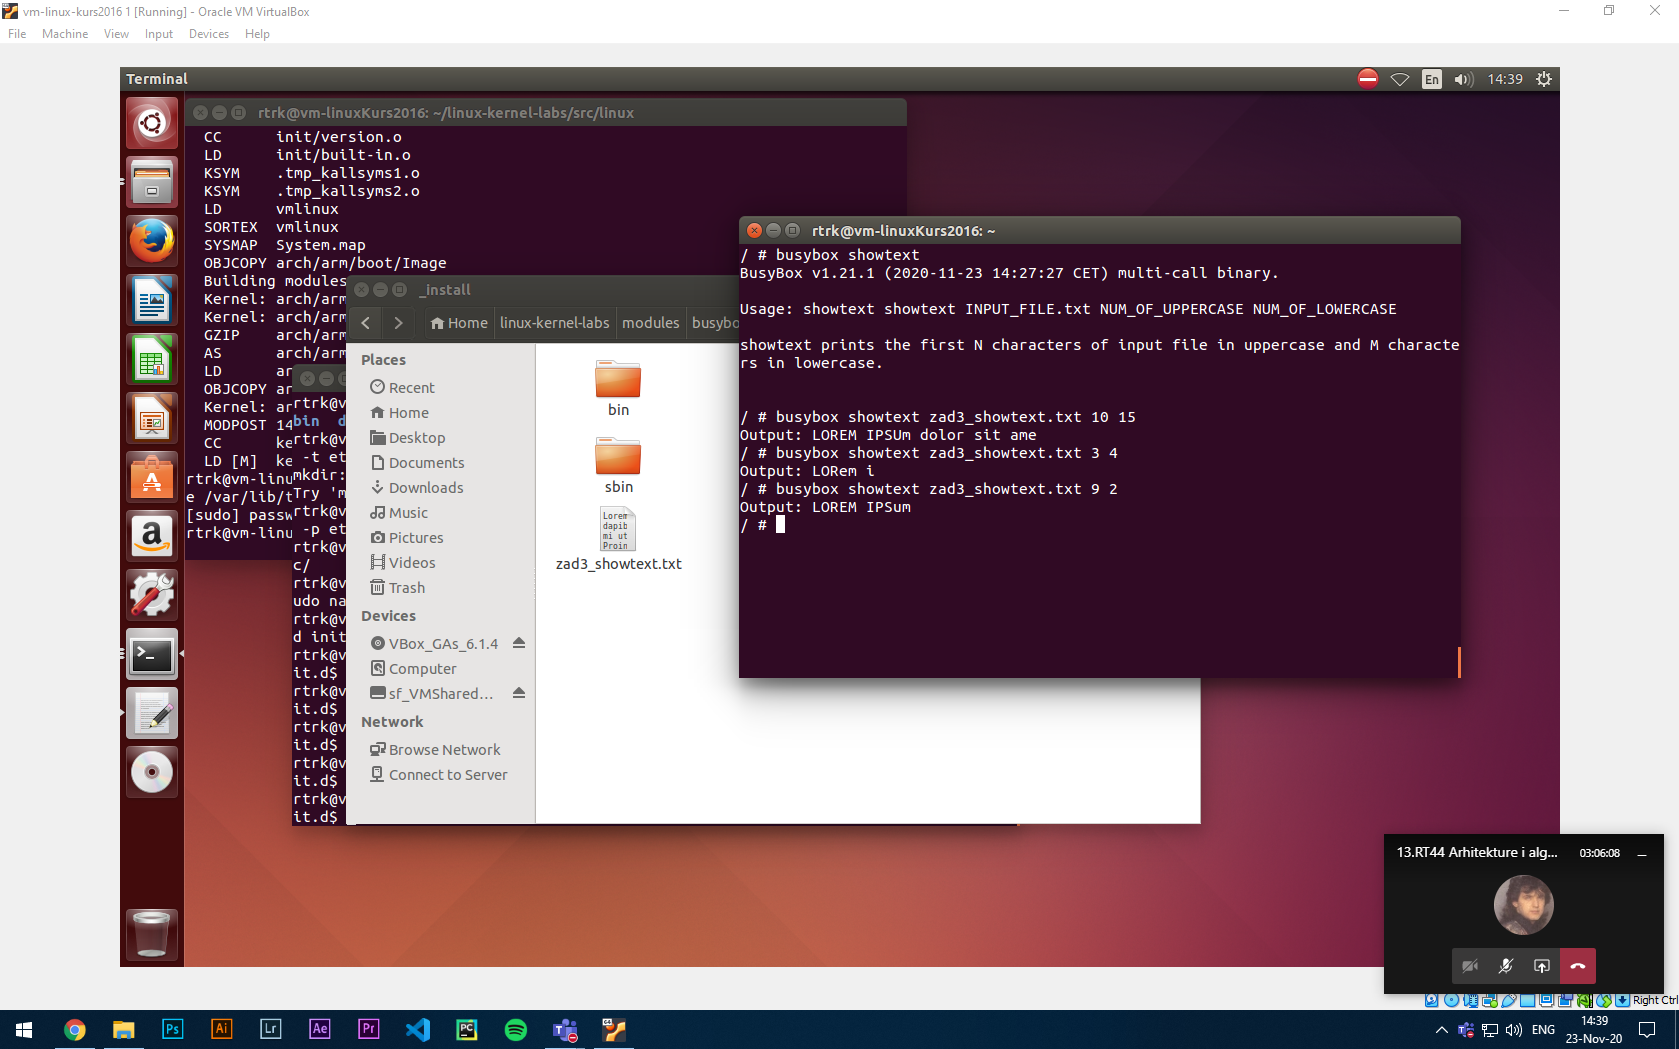 vm-linux-kurs2016 1 [Running] - Oracle VM VirtualBox
File Machine View Input Devices Help
Terminal
En
14:39
rtrk@vm-linuxKurs2016: ~/linux-kernel-labs/src/linux
CC init/version.o
LD init/built-in.o
KSYM .tmp_kallsyms1.o
KSYM .tmp_kallsyms2.o
LD vmlinux
SORTEX vmlinux
SYSMAP System.map
OBJCOPY arch/arm/boot/Image
Building modules
Kernel: arch/arm
Kernel: arch/arm
GZIP arch/arm
AS arch/arm
LD ar
OBJCOPY ar
Kernel: ar
MODPOST 14
CC ke
LD [M] ke
rtrk@vm-linu
e /var/lib/t
[sudo] passw
rtrk@vm-linu
rtrk@v
bin d
rtrk@v
-t et
mkdir:
Try 'm
rtrk@v
-p et
rtrk@v
c/
rtrk@v
udo na
rtrk@v
d init
rtrk@v
it.d$
rtrk@v
it.d$
rtrk@v
it.d$
rtrk@v
it.d$
rtrk@v
it.d$
_install
Home linux-kernel-labs modules busybo
Places
Recent
Home
Desktop
Documents
Downloads
Music
Pictures
Videos
Trash
Devices
VBox_GAs_6.1.4
Computer
sf_VMShared...
Network
Browse Network
Connect to Server
bin
sbin
Lorem
dapib
mi ut
Proin
zad3_showtext.txt
rtrk@vm-linuxKurs2016: ~
/ # busybox showtext
BusyBox v1.21.1 (2020-11-23 14:27:27 CET) multi-call binary.
Usage: showtext showtext INPUT_FILE.txt NUM_OF_UPPERCASE NUM_OF_LOWERCASE
showtext prints the first N characters of input file in uppercase and M characte
rs in lowercase.
/ # busybox showtext zad3_showtext.txt 10 15
Output: LOREM IPSUm dolor sit ame
/ # busybox showtext zad3_showtext.txt 3 4
Output: LORem i
/ # busybox showtext zad3_showtext.txt 9 2
Output: LOREM IPSum
/ #
13.RT44 Arhitekture i alg... 03:06:08
Right Ctrl
Ps Ai Lr Ae Pr PC
ENG
14:39
23-Nov-20